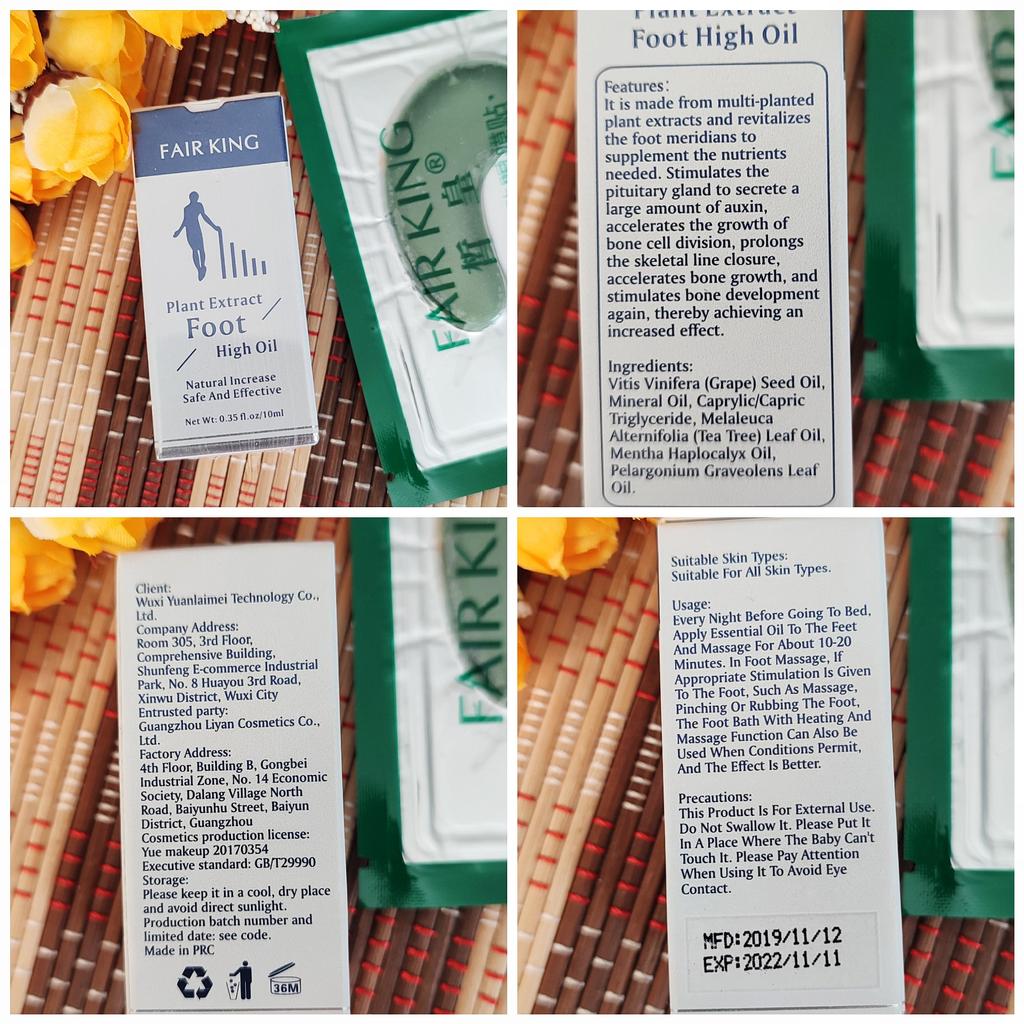 FAIR KING
Plant Extract
Foot
High Oil
Natural Increase
Safe And Effective
Net Wt: 0.35 fl.oz/10ml
FAIR KING®
Plant Extract
Foot High Oil
Features:
It is made from multi-planted
plant extracts and revitalizes
the foot meridians to
supplement the nutrients
needed. Stimulates the
pituitary gland to secrete a
large amount of auxin,
accelerates the growth of
bone cell division, prolongs
the skeletal line closure,
accelerates bone growth, and
stimulates bone development
again, thereby achieving an
increased effect.
Ingredients:
Vitis Vinifera (Grape) Seed Oil,
Mineral Oil, Caprylic/Capric
Triglyceride, Melaleuca
Alternifolia (Tea Tree) Leaf Oil,
Mentha Haplocalyx Oil,
Pelargonium Graveolens Leaf
Oil.
Client:
Wuxi Yuanlaimei Technology Co.,
Ltd.
Company Address:
Room 305, 3rd Floor,
Comprehensive Building,
Shunfeng E-commerce Industrial
Park, No. 8 Huayou 3rd Road,
Xinwu District, Wuxi City
Entrusted party:
Guangzhou Liyan Cosmetics Co.,
Ltd.
Factory Address:
4th Floor, Building B, Gongbei
Industrial Zone, No. 14 Economic
Society, Dalang Village North
Road, Baiyunhu Street, Baiyun
District, Guangzhou
Cosmetics production license:
Yue makeup 20170354
Executive standard: GB/T29990
Storage:
Please keep it in a cool, dry place
and avoid direct sunlight.
Production batch number and
limited date: see code.
Made in PRC
36M
FAIR KI
Suitable Skin Types:
Suitable For All Skin Types.
Usage:
Every Night Before Going To Bed,
Apply Essential Oil To The Feet
And Massage For About 10-20
Minutes. In Foot Massage, If
Appropriate Stimulation Is Given
To The Foot, Such As Massage,
Pinching Or Rubbing The Foot,
The Foot Bath With Heating And
Massage Function Can Also Be
Used When Conditions Permit,
And The Effect Is Better.
Precautions:
This Product Is For External Use.
Do Not Swallow It. Please Put It
In A Place Where The Baby Can't
Touch It. Please Pay Attention
When Using It To Avoid Eye
Contact.
MFD:2019/11/12
EXP:2022/11/11